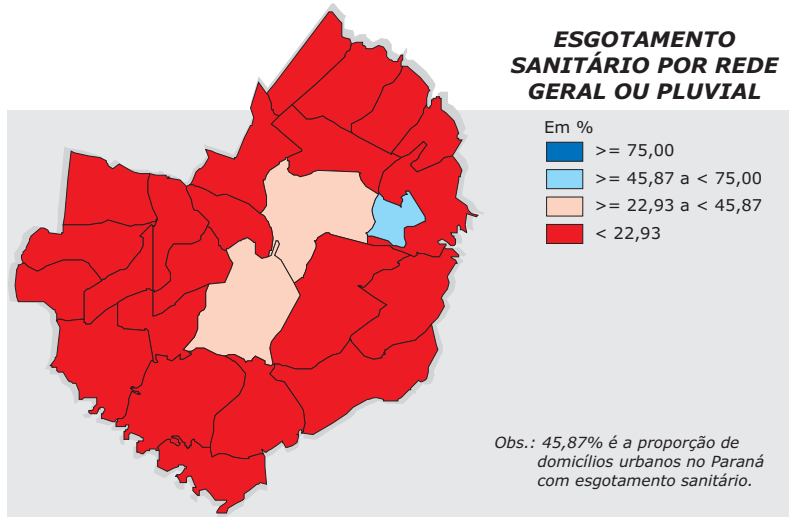 ESGOTAMENTO
SANITÁRIO POR REDE
GERAL OU PLUVIAL
Em %
>= 75,00
>= 45,87 a < 75,00
>= 22,93 a < 45,87
< 22,93
Obs.: 45,87% é a proporção de
domicílios urbanos no Paraná
com esgotamento sanitário.